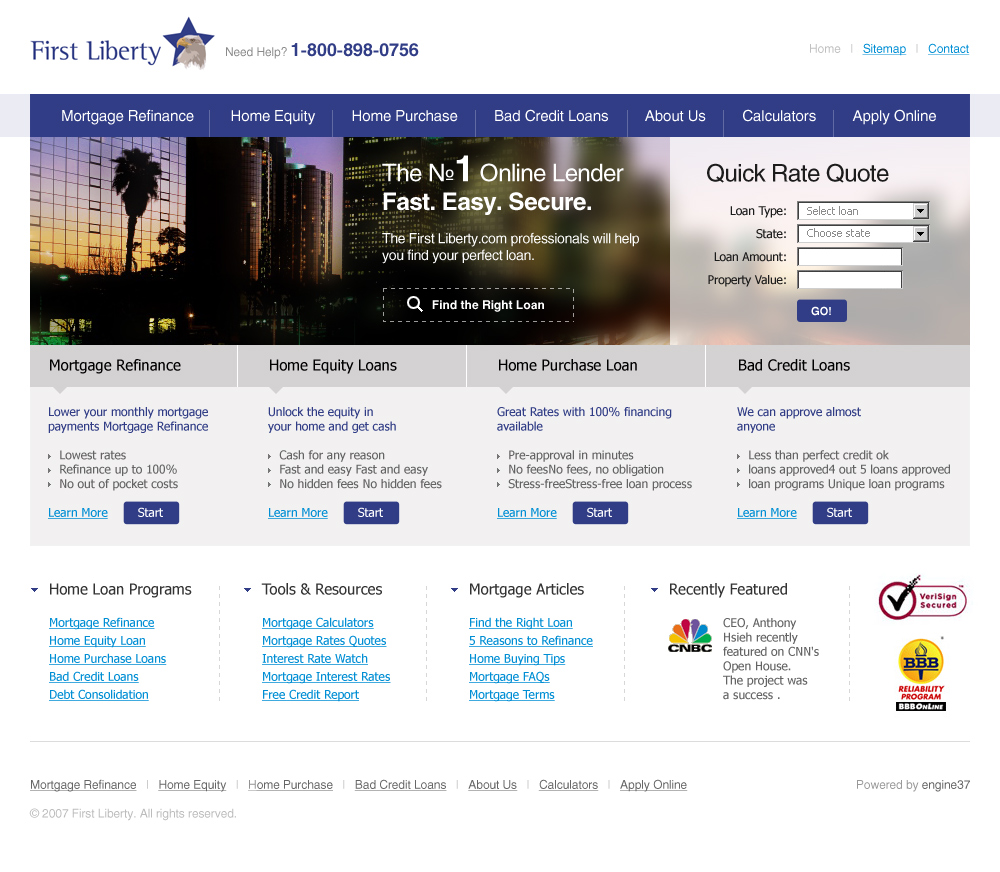 First Liberty
Need Help? 1-800-898-0756
Home
Sitemap
Contact
Mortgage Refinance
Home Equity
Home Purchase
Bad Credit Loans
About Us
Calculators
Apply Online
The №1 Online Lender
Fast. Easy. Secure.
The First Liberty.com professionals will help
you find your perfect loan.
Find the Right Loan
Quick Rate Quote
Loan Type: Select loan
State: Choose state
Loan Amount:
Property Value:
GO!
Mortgage Refinance
Lower your monthly mortgage
payments Mortgage Refinance
Lowest rates
Refinance up to 100%
No out of pocket costs
Learn More
Start
Home Equity Loans
Unlock the equity in
your home and get cash
Cash for any reason
Fast and easy Fast and easy
No hidden fees No hidden fees
Learn More
Start
Home Purchase Loan
Great Rates with 100% financing
available
Pre-approval in minutes
No feesNo fees, no obligation
Stress-freeStress-free loan process
Learn More
Start
Bad Credit Loans
We can approve almost
anyone
Less than perfect credit ok
loans approved4 out 5 loans approved
loan programs Unique loan programs
Learn More
Start
Home Loan Programs
Mortgage Refinance
Home Equity Loan
Home Purchase Loans
Bad Credit Loans
Debt Consolidation
Tools & Resources
Mortgage Calculators
Mortgage Rates Quotes
Interest Rate Watch
Mortgage Interest Rates
Free Credit Report
Mortgage Articles
Find the Right Loan
5 Reasons to Refinance
Home Buying Tips
Mortgage FAQs
Mortgage Terms
Recently Featured
CNBC
CEO, Anthony
Hsieh recently
featured on CNN's
Open House.
The project was
a success .
VeriSign™
Secured
BBB
RELIABILITY
PROGRAM
BBBONLINE
Mortgage Refinance
Home Equity
Home Purchase
Bad Credit Loans
About Us
Calculators
Apply Online
Powered by engine37
© 2007 First Liberty. All rights reserved.